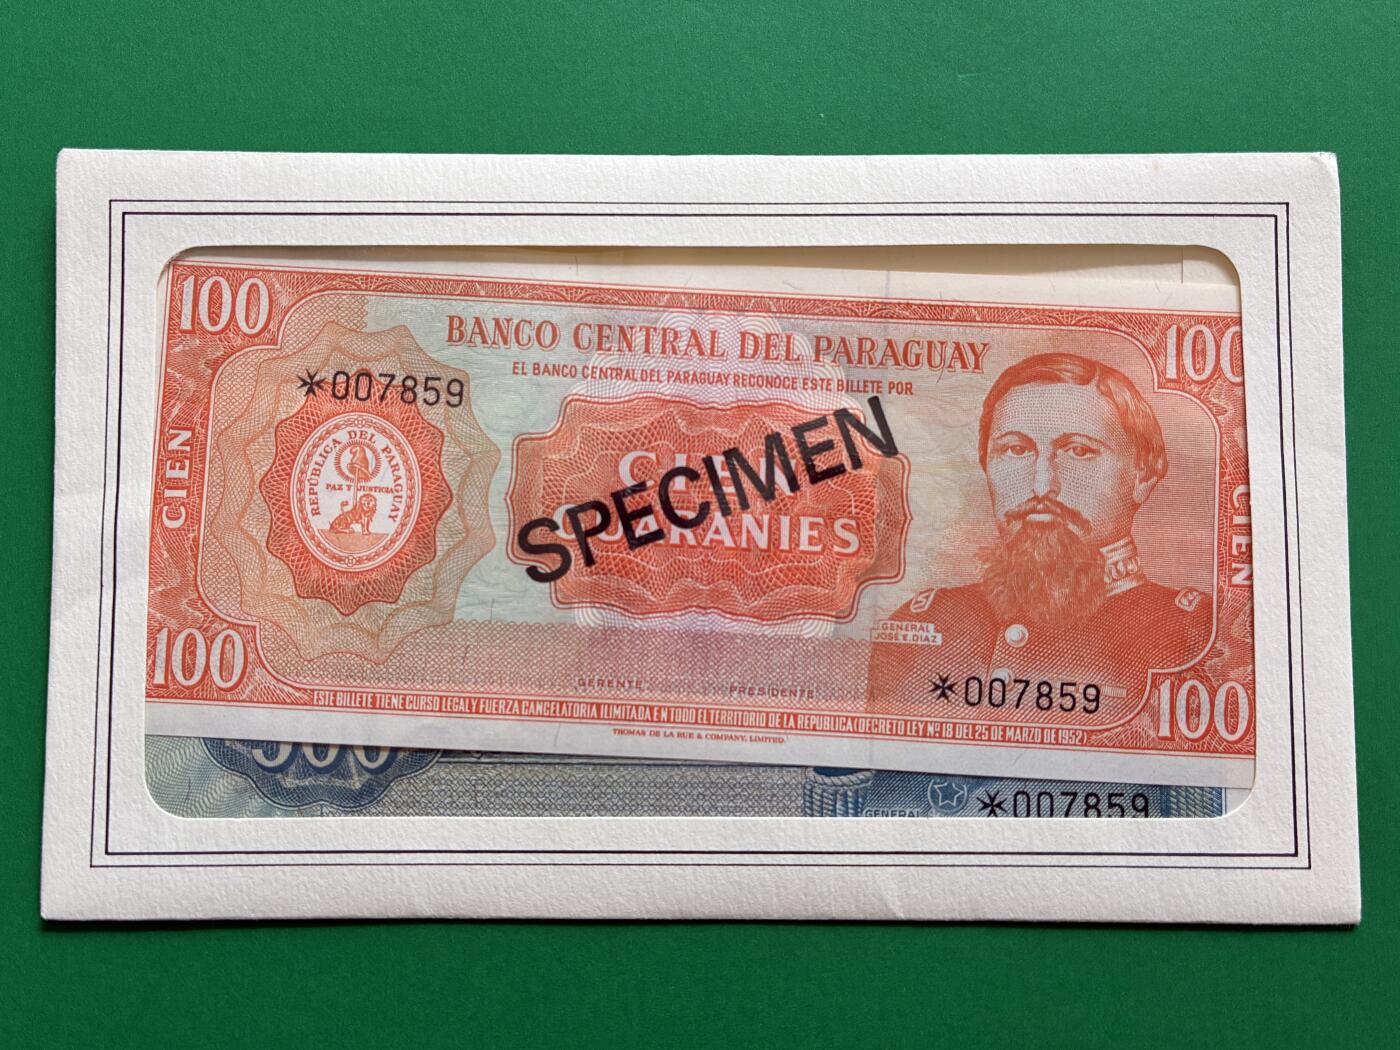 100
100
BANCO CENTRAL DEL PARAGUAY
EL BANCO CENTRAL DEL PARAGUAY RECONOCE ESTE BILLETE POR
*007859
CIEN
REPÚBLICA DEL PARAGUAY
PAZ Y JUSTICIA
CIEN
GUARANIES
SPECIMEN
CIEN
GENERAL
JOSE E. DIAZ
*007859
100
100
GERENTE
PRESIDENTE
ESTE BILLETE TIENE CURSO LEGAL Y FUERZA CANCELATORIA ILIMITADA EN TODO EL TERRITORIO DE LA REPUBLICA (DECRETO LEY Nº 18 DEL 25 DE MARZO DE 1952)
THOMAS DE LA RUE & COMPANY, LIMITED.
500
GENERAL
*007859